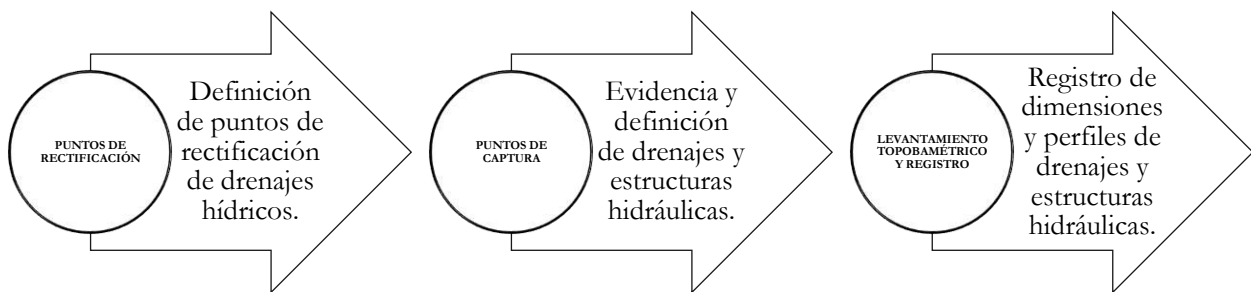 PUNTOS DE
RECTIFICACIÓN
Definición
de puntos de
rectificación
de drenajes
hídricos.
PUNTOS DE
CAPTURA
Evidencia y
definición
de drenajes y
estructuras
hidráulicas.
LEVANTAMIENTO
TOPOBAMÉTRICO
Y REGISTRO
Registro de
dimensiones
y perfiles de
drenajes y
estructuras
hidráulicas.